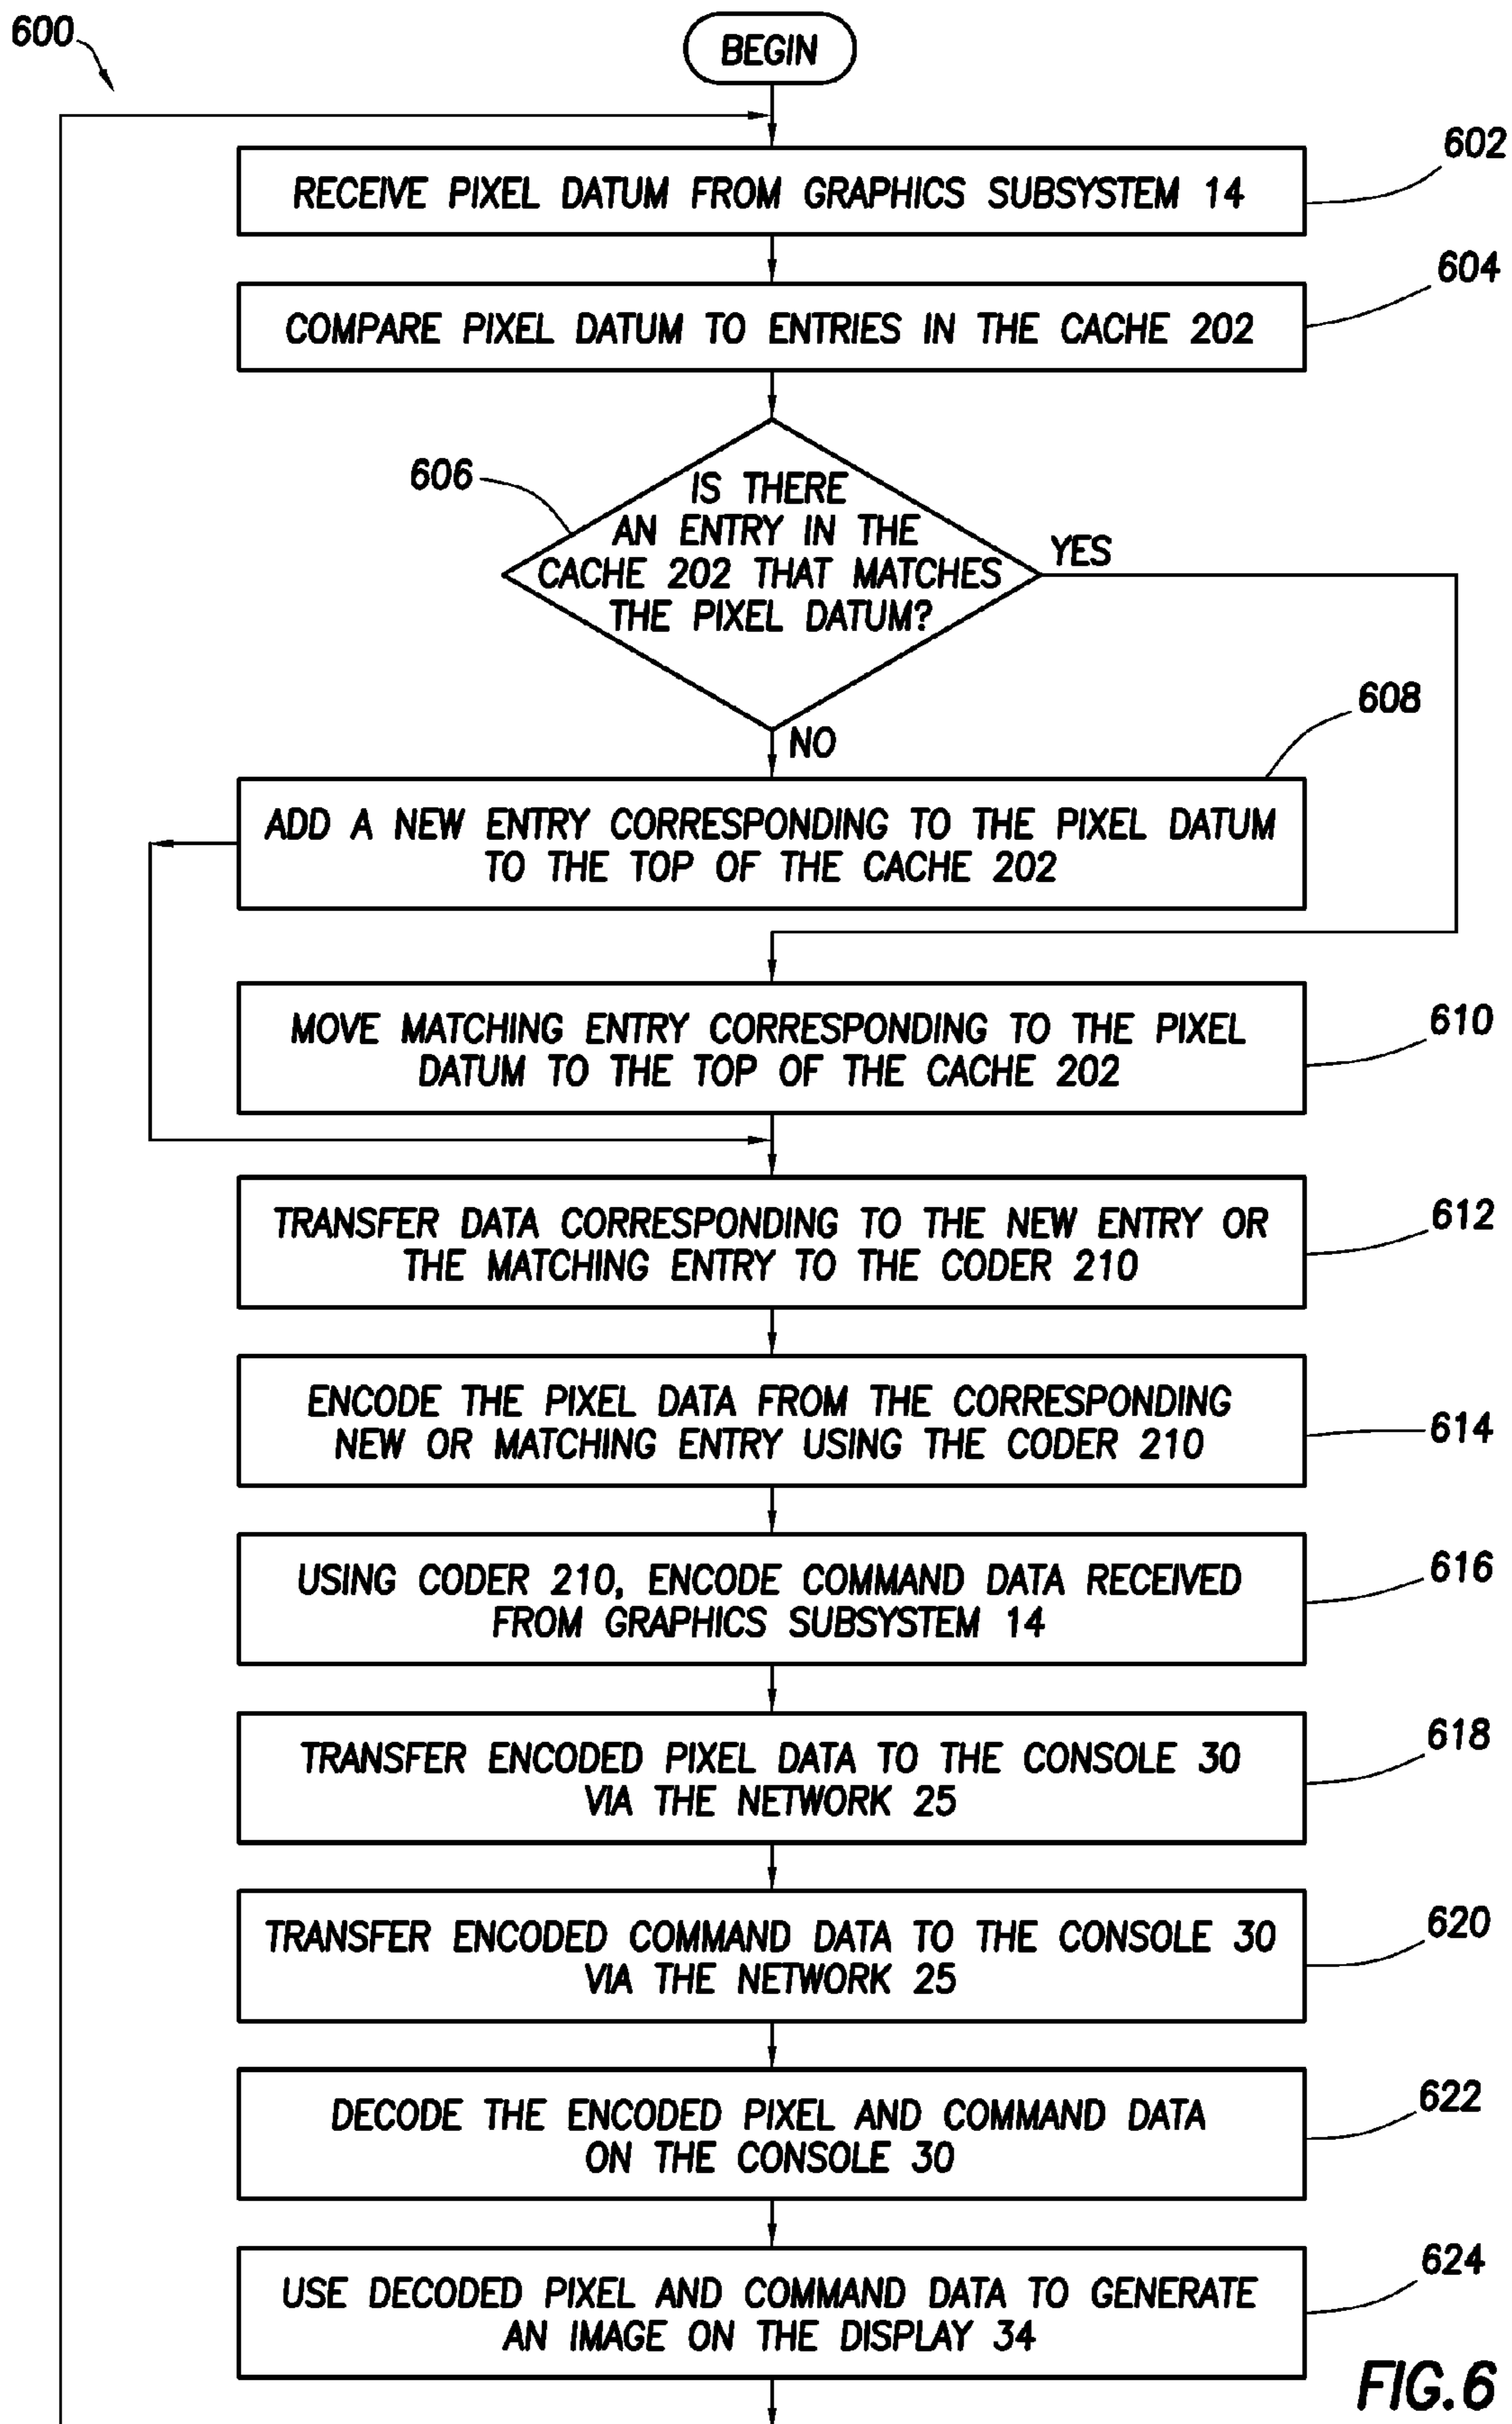 600
BEGIN
602
RECEIVE PIXEL DATUM FROM GRAPHICS SUBSYSTEM 14
604
COMPARE PIXEL DATUM TO ENTRIES IN THE CACHE 202
606
IS THERE
AN ENTRY IN THE
CACHE 202 THAT MATCHES
THE PIXEL DATUM?
YES
NO
608
ADD A NEW ENTRY CORRESPONDING TO THE PIXEL DATUM
TO THE TOP OF THE CACHE 202
610
MOVE MATCHING ENTRY CORRESPONDING TO THE PIXEL
DATUM TO THE TOP OF THE CACHE 202
612
TRANSFER DATA CORRESPONDING TO THE NEW ENTRY OR
THE MATCHING ENTRY TO THE CODER 210
614
ENCODE THE PIXEL DATA FROM THE CORRESPONDING
NEW OR MATCHING ENTRY USING THE CODER 210
616
USING CODER 210, ENCODE COMMAND DATA RECEIVED
FROM GRAPHICS SUBSYSTEM 14
618
TRANSFER ENCODED PIXEL DATA TO THE CONSOLE 30
VIA THE NETWORK 25
620
TRANSFER ENCODED COMMAND DATA TO THE CONSOLE 30
VIA THE NETWORK 25
622
DECODE THE ENCODED PIXEL AND COMMAND DATA
ON THE CONSOLE 30
624
USE DECODED PIXEL AND COMMAND DATA TO GENERATE
AN IMAGE ON THE DISPLAY 34
FIG.6